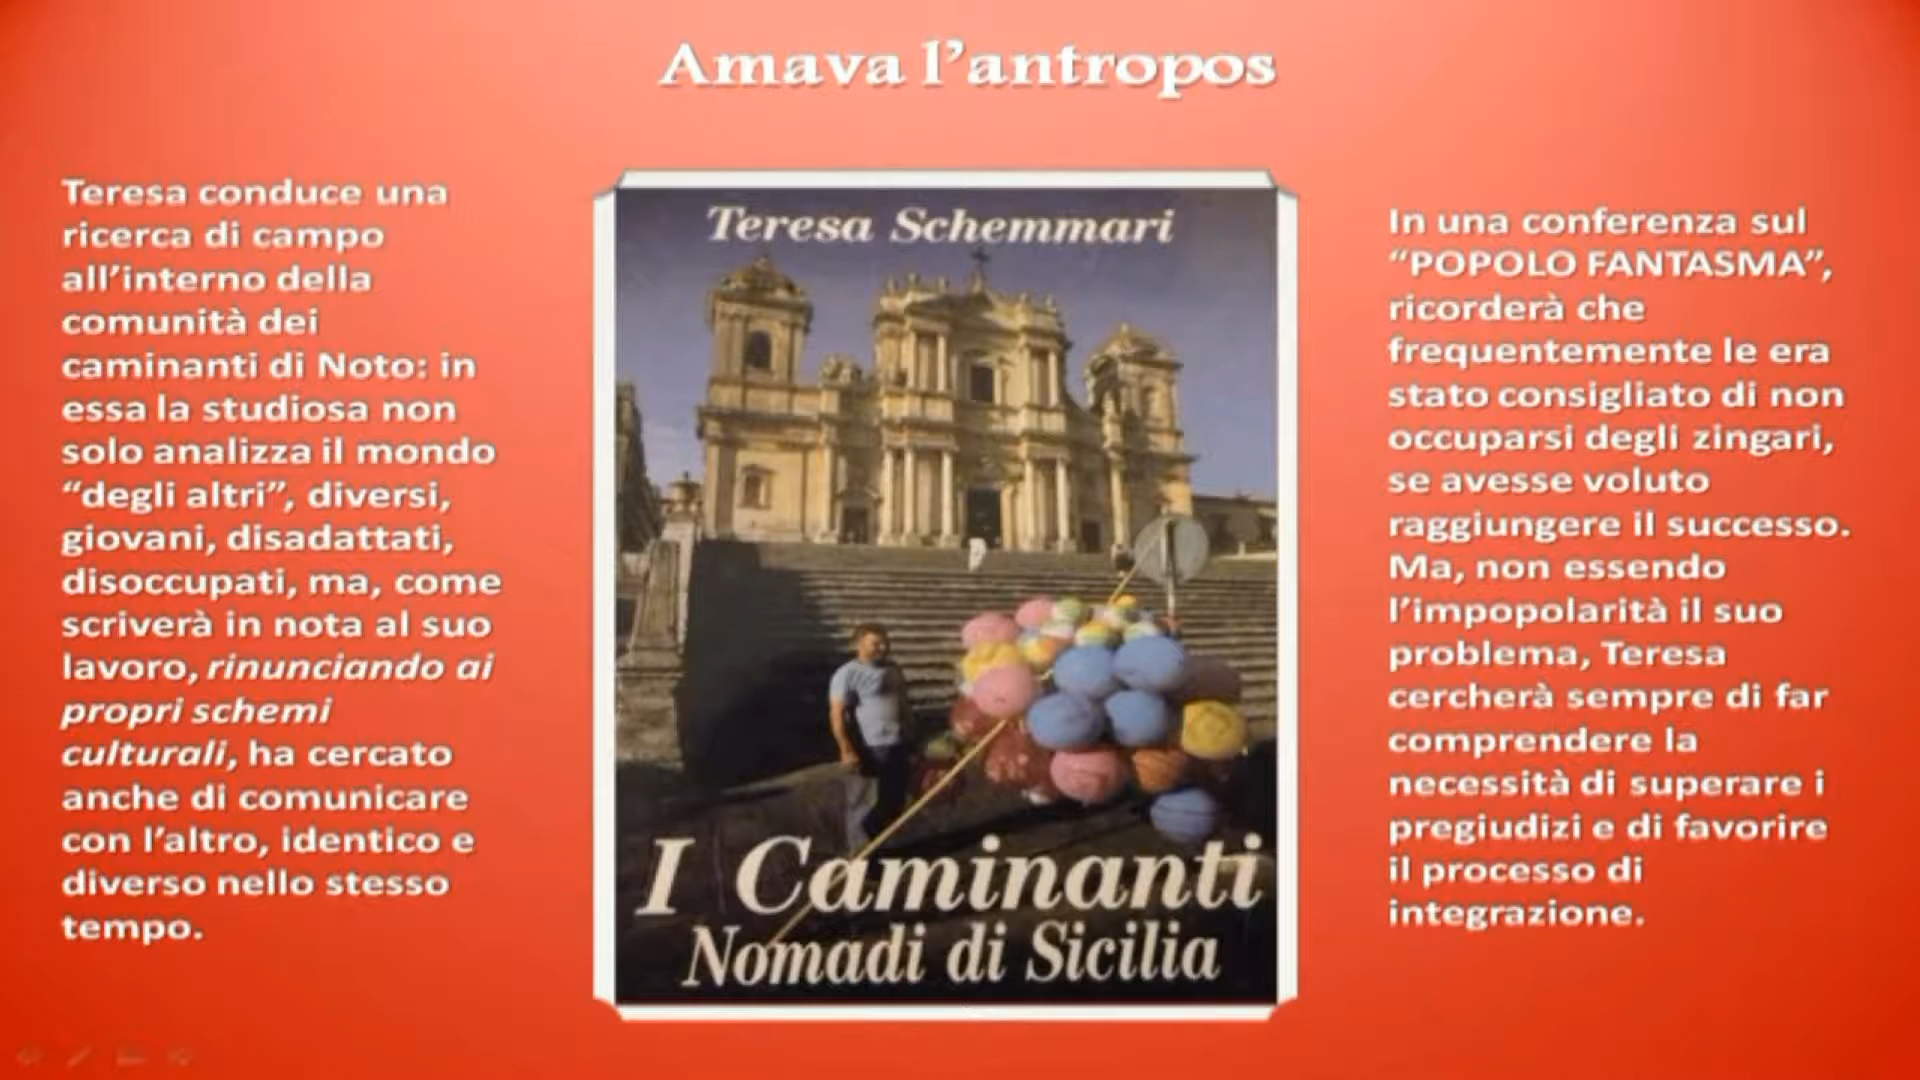 Amava l’antropos
Teresa conduce una
ricerca di campo
all’interno della
comunità dei
caminanti di Noto: in
essa la studiosa non
solo analizza il mondo
“degli altri”, diversi,
giovani, disadattati,
disoccupati, ma, come
scriverà in nota al suo
lavoro, rinunciando ai
propri schemi
culturali, ha cercato
anche di comunicare
con l’altro, identico e
diverso nello stesso
tempo.
Teresa Schemmari
I Caminanti
Nomadi di Sicilia
In una conferenza sul
“POPOLO FANTASMA”,
ricorderà che
frequentemente le era
stato consigliato di non
occuparsi degli zingari,
se avesse voluto
raggiungere il successo.
Ma, non essendo
l’impopolarità il suo
problema, Teresa
cercherà sempre di far
comprendere la
necessità di superare i
pregiudizi e di favorire
il processo di
integrazione.